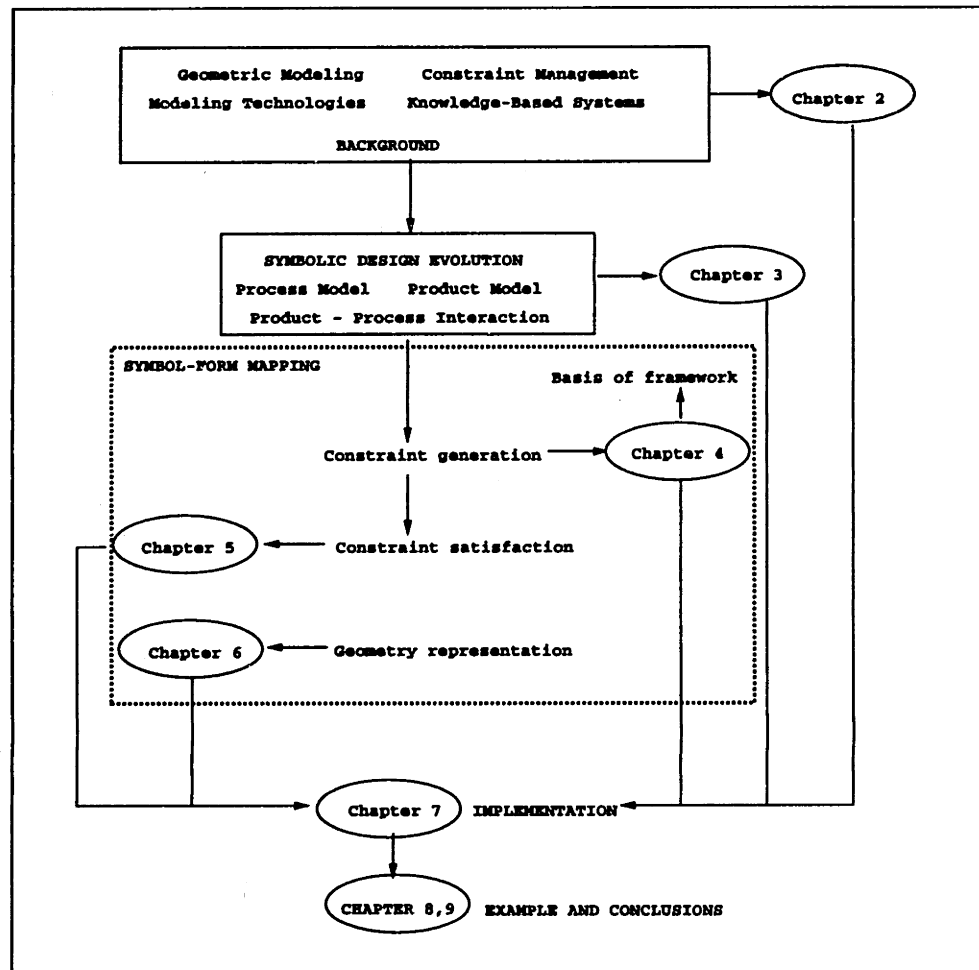 Geometric Modeling Constraint Management
Modeling Technologies Knowledge-Based Systems
BACKGROUND
Chapter 2
SYMBOLIC DESIGN EVOLUTION
Process Model Product Model
Product - Process Interaction
Chapter 3
SYMBOL-FORM MAPPING
Basis of framework
Constraint generation
Chapter 4
Chapter 5
Constraint satisfaction
Chapter 6
Geometry representation
Chapter 7
IMPLEMENTATION
CHAPTER 8,9
EXAMPLE AND CONCLUSIONS